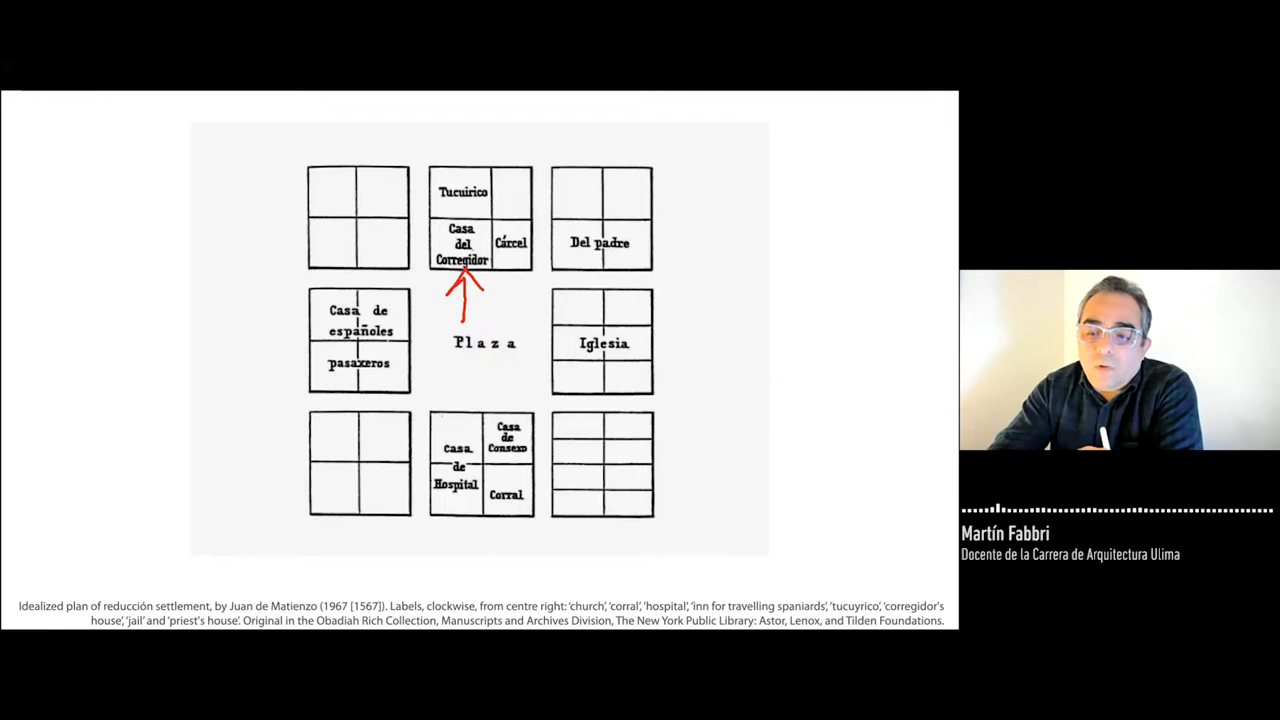 Tucuirico
Casa
del
Corregidor
Cárcel
Del padre
Casa de
españoles
pasaxeros
Plaza
Iglesia
Casa
de
Hospital
Casa
de
Consexo
Corral
Idealized plan of reducción settlement, by Juan de Matienzo (1967 [1567]). Labels, clockwise, from centre right: 'church', 'corral', 'hospital', 'inn for travelling spaniards', 'tucuyrico', 'corregidor's
house', 'jail' and 'priest's house'. Original in the Obadiah Rich Collection, Manuscripts and Archives Division, The New York Public Library: Astor, Lenox, and Tilden Foundations.
Martín Fabbri
Docente de la Carrera de Arquitectura Ulima